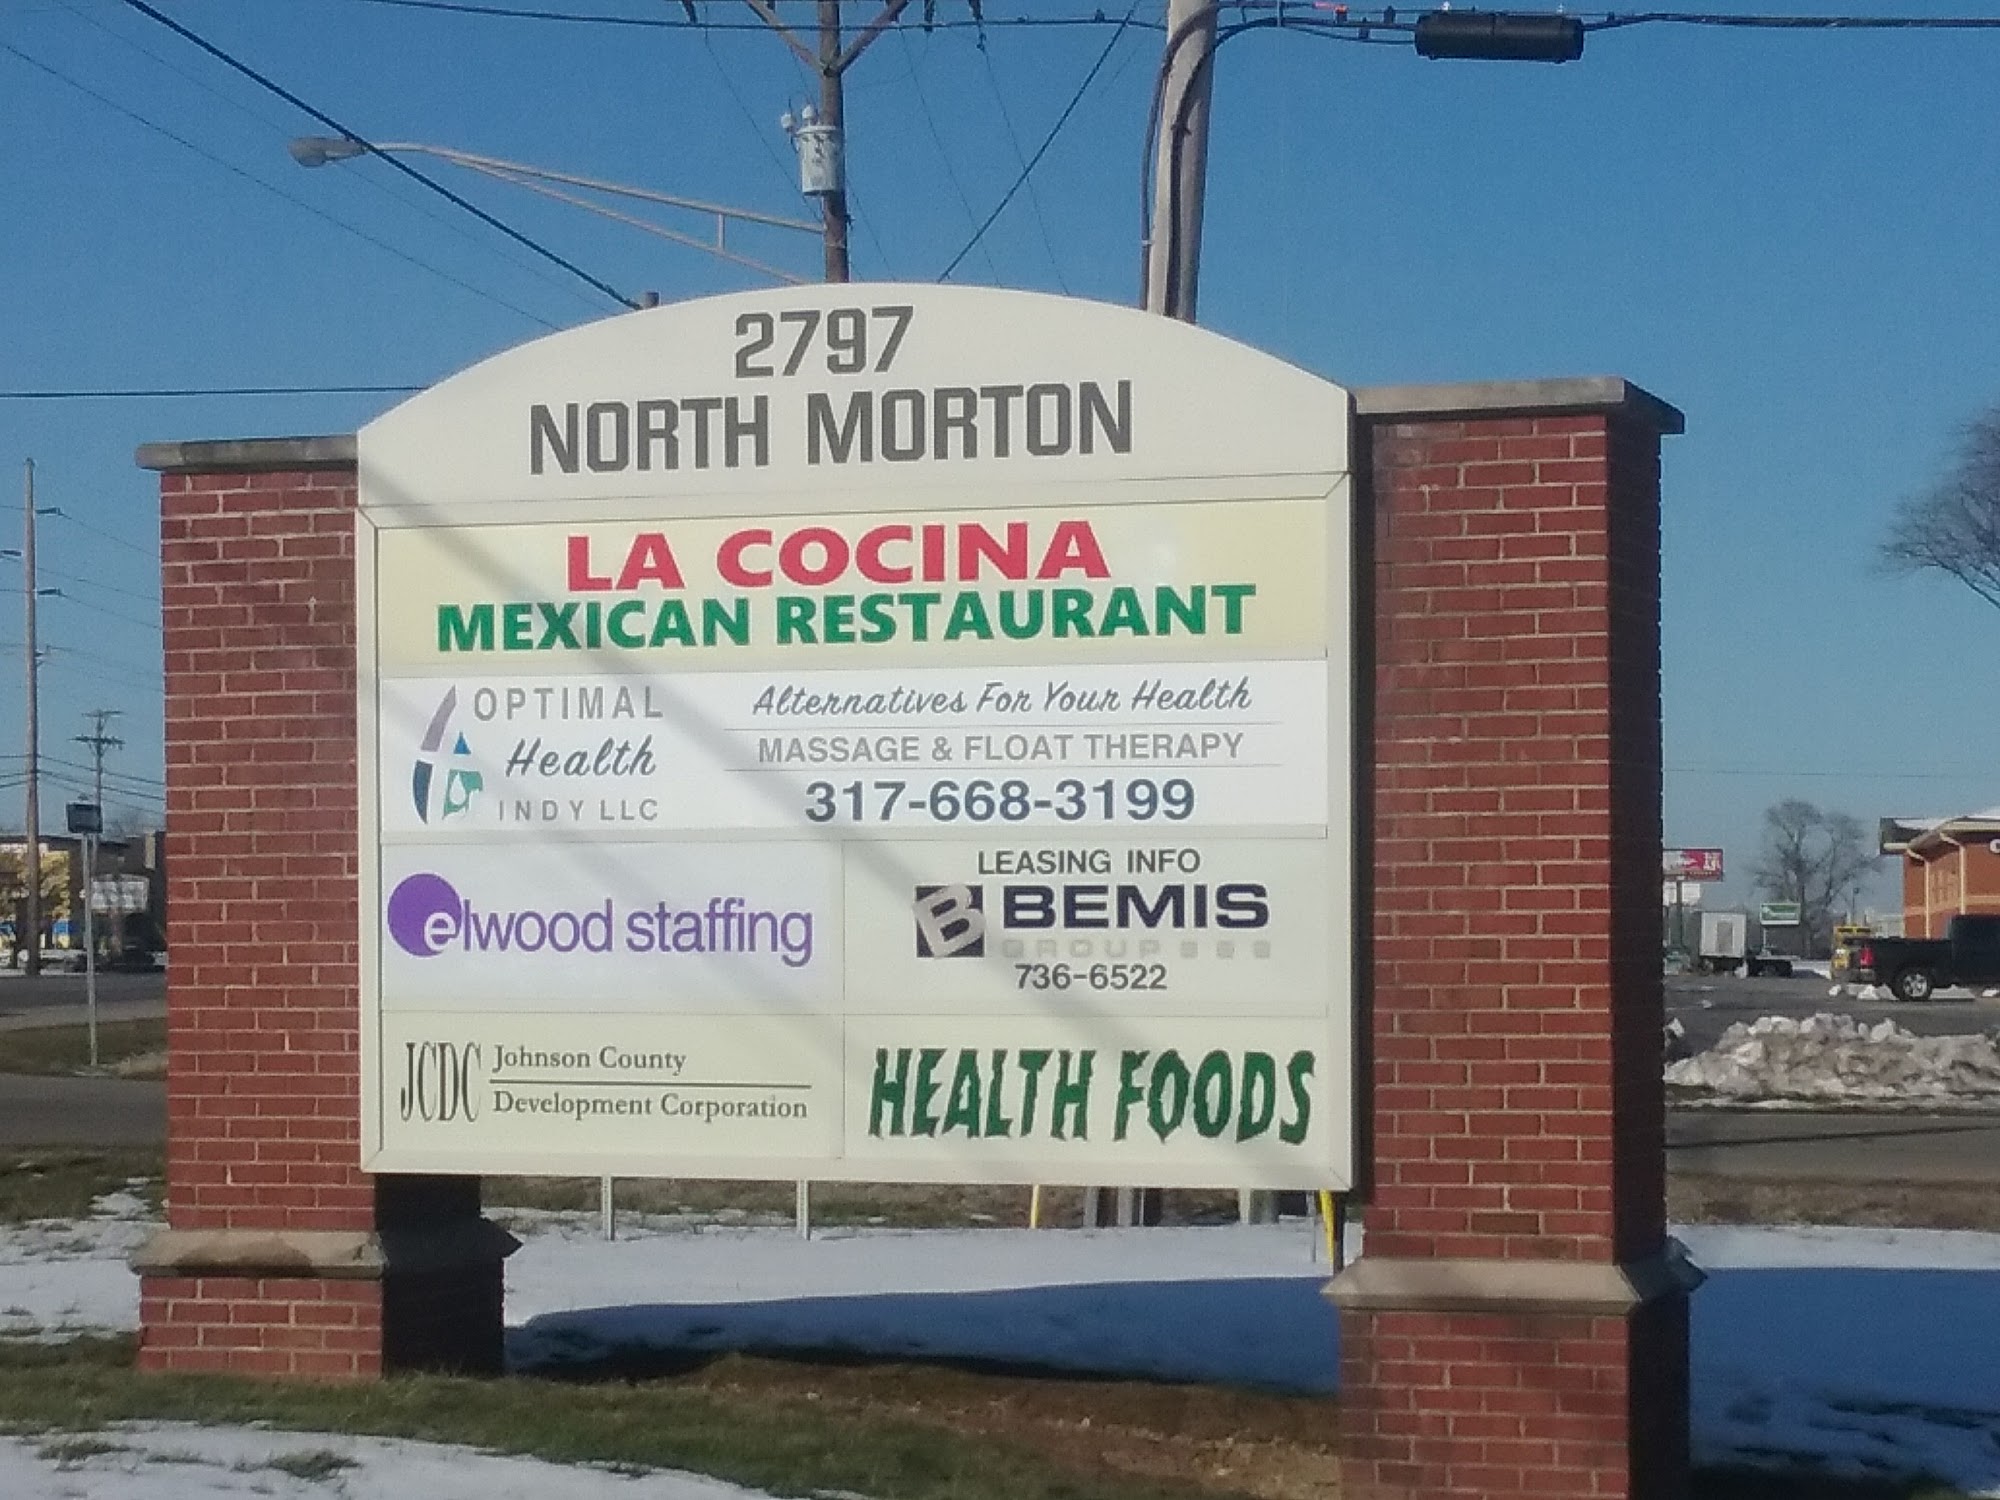 2797
NORTH MORTON
LA COCINA
MEXICAN RESTAURANT
OPTIMAL
Health
INDY LLC
Alternatives For Your Health
MASSAGE & FLOAT THERAPY
317-668-3199
elwood staffing
LEASING INFO
B BEMIS
GROUP
736-6522
JCDC Johnson County
Development Corporation
HEALTH FOODS